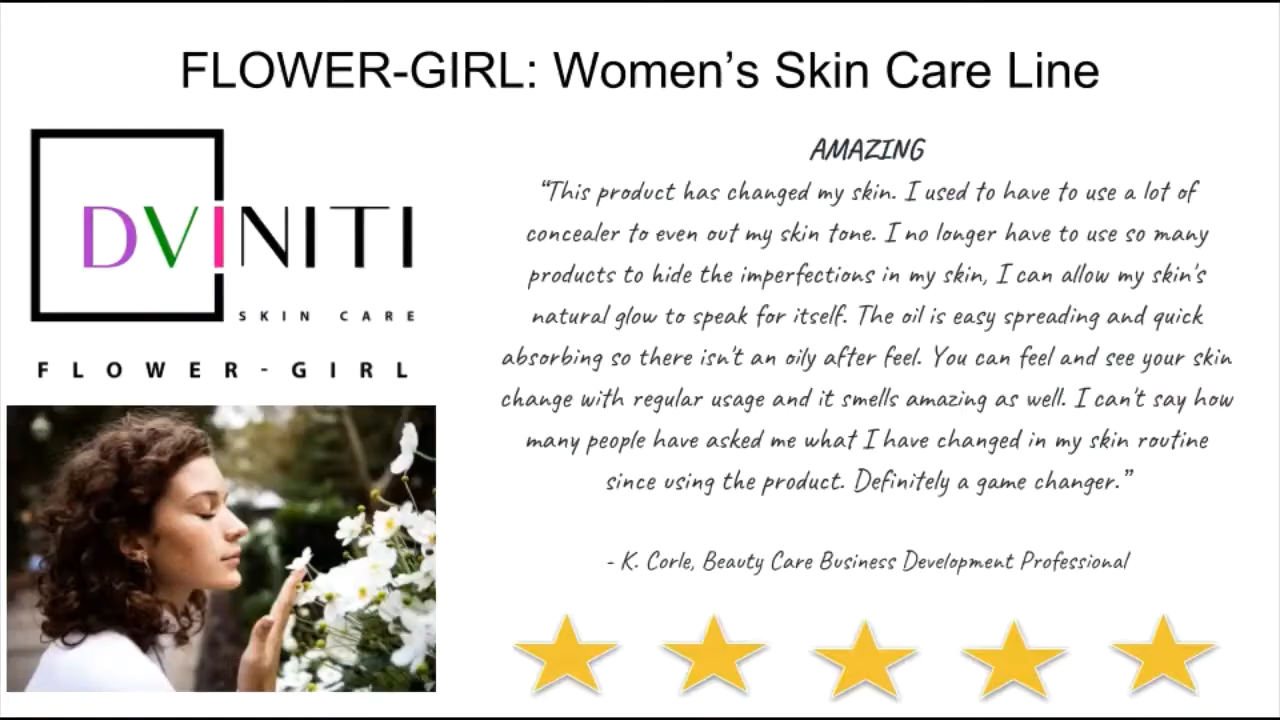 FLOWER-GIRL: Women’s Skin Care Line
DVINITI
SKIN CARE
FLOWER-GIRL
AMAZING
“This product has changed my skin. I used to have to use a lot of
concealer to even out my skin tone. I no longer have to use so many
products to hide the imperfections in my skin, I can allow my skin's
natural glow to speak for itself. The oil is easy spreading and quick
absorbing so there isn't an oily after feel. You can feel and see your skin
change with regular usage and it smells amazing as well. I can't say how
many people have asked me what I have changed in my skin routine
since using the product. Definitely a game changer.”
- K. Corle, Beauty Care Business Development Professional